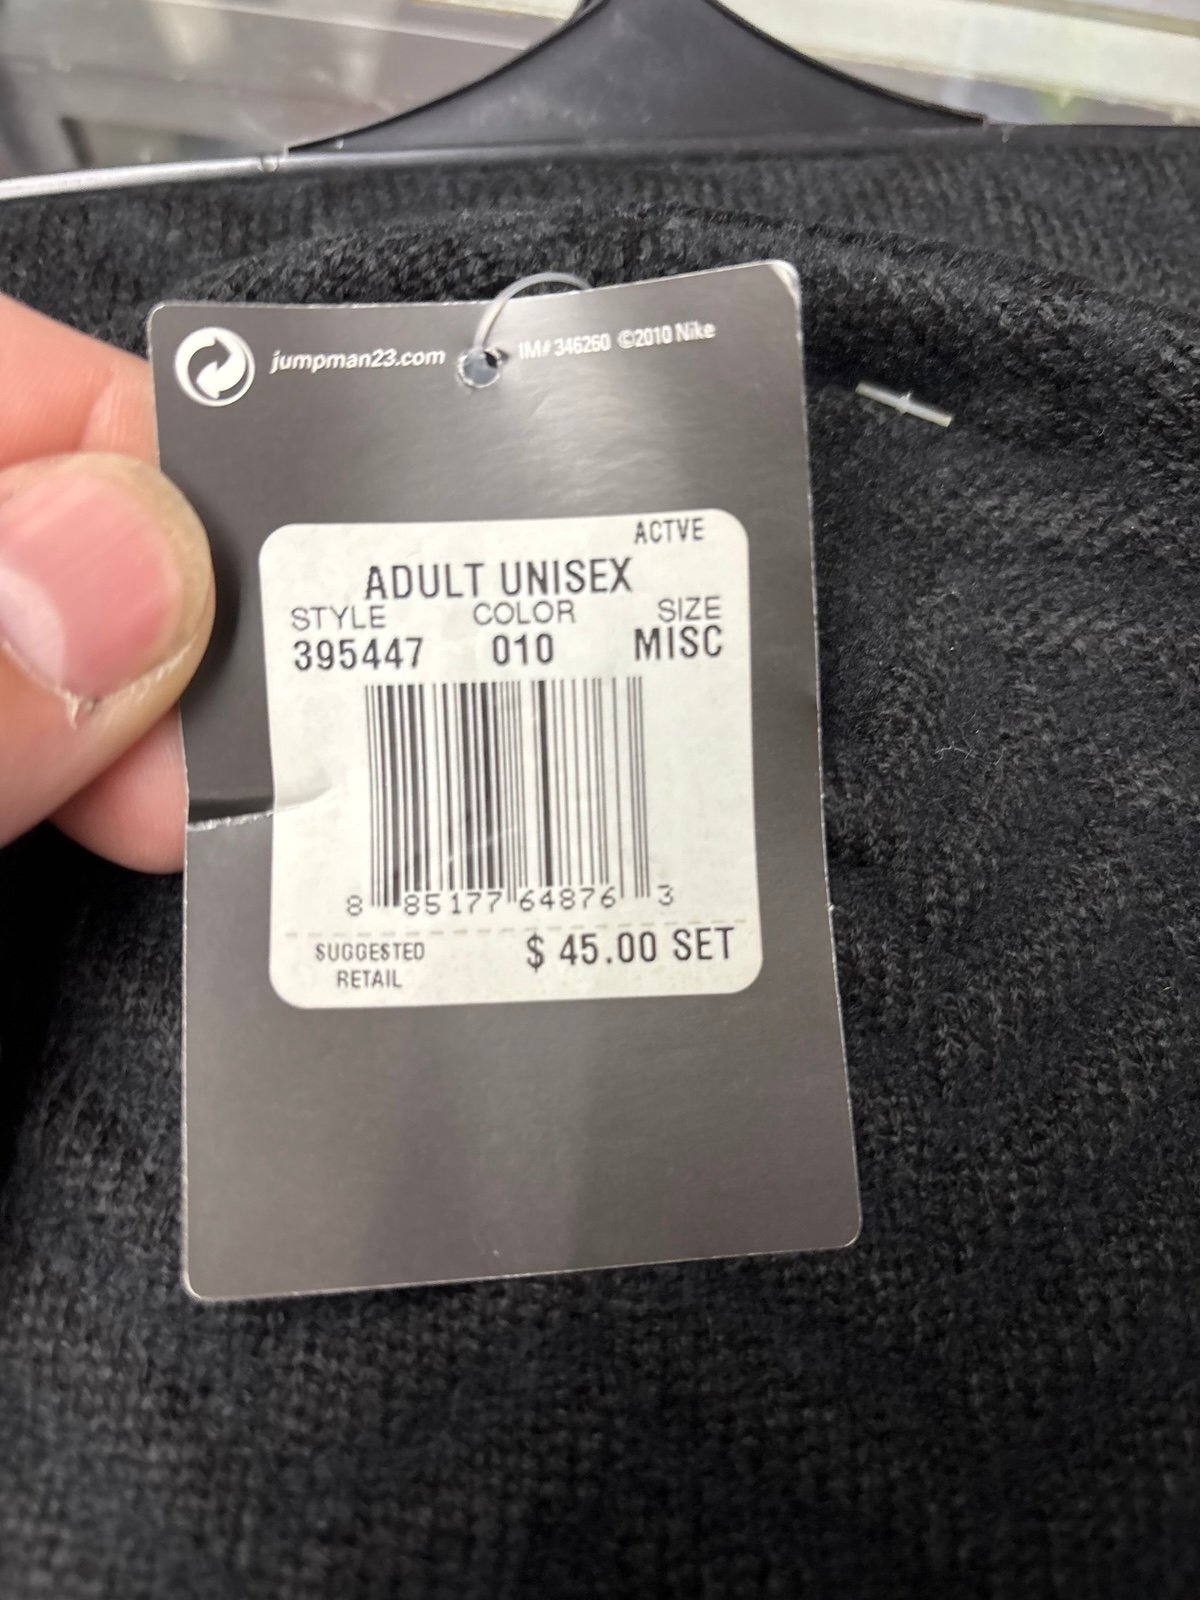 jumpman23.com IM# 346260 ©2010 Nike
ACTVE
ADULT UNISEX
STYLE COLOR SIZE
395447 010 MISC
8 85177 64876 3
SUGGESTED RETAIL $ 45.00 SET